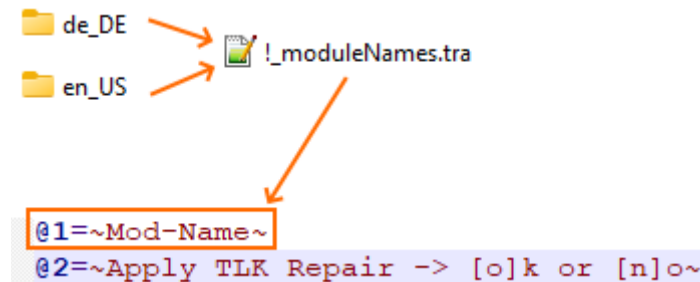 de_DE
!_moduleNames.tra
en_US
@1=~Mod-Name~
@2=~Apply TLK Repair -> [o]k or [n]o~